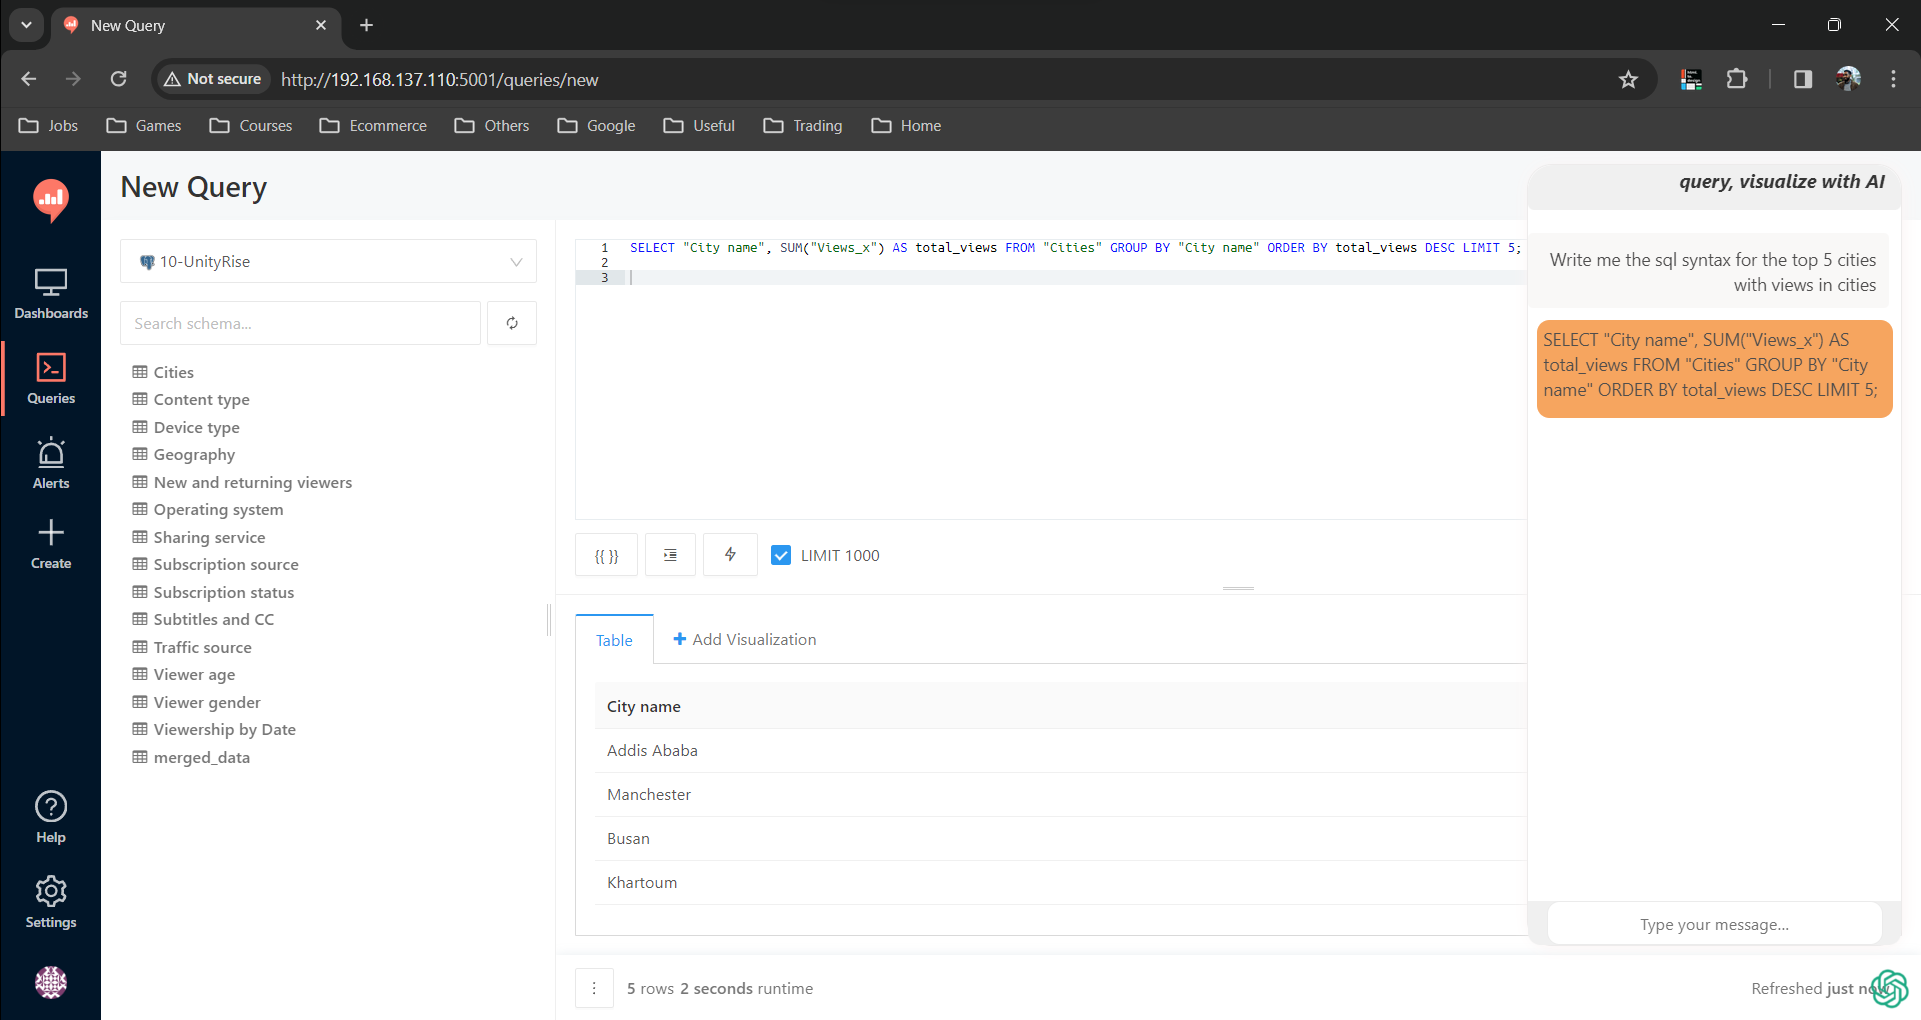 New Query
Not secure
http://192.168.137.110:5001/queries/new
Jobs
Games
Courses
Ecommerce
Others
Google
Useful
Trading
Home
Dashboards
Queries
Alerts
Create
Help
Settings
New Query
10-UnityRise
Search schema...
Cities
Content type
Device type
Geography
New and returning viewers
Operating system
Sharing service
Subscription source
Subscription status
Subtitles and CC
Traffic source
Viewer age
Viewer gender
Viewership by Date
merged_data
1 SELECT "City name", SUM("Views_x") AS total_views FROM "Cities" GROUP BY "City name" ORDER BY total_views DESC LIMIT 5;
2
3
{{ }}
LIMIT 1000
Table
Add Visualization
City name
Addis Ababa
Manchester
Busan
Khartoum
5 rows 2 seconds runtime
Refreshed just now
query, visualize with AI
Write me the sql syntax for the top 5 cities
with views in cities
SELECT "City name", SUM("Views_x") AS
total_views FROM "Cities" GROUP BY "City
name" ORDER BY total_views DESC LIMIT 5;
Type your message...